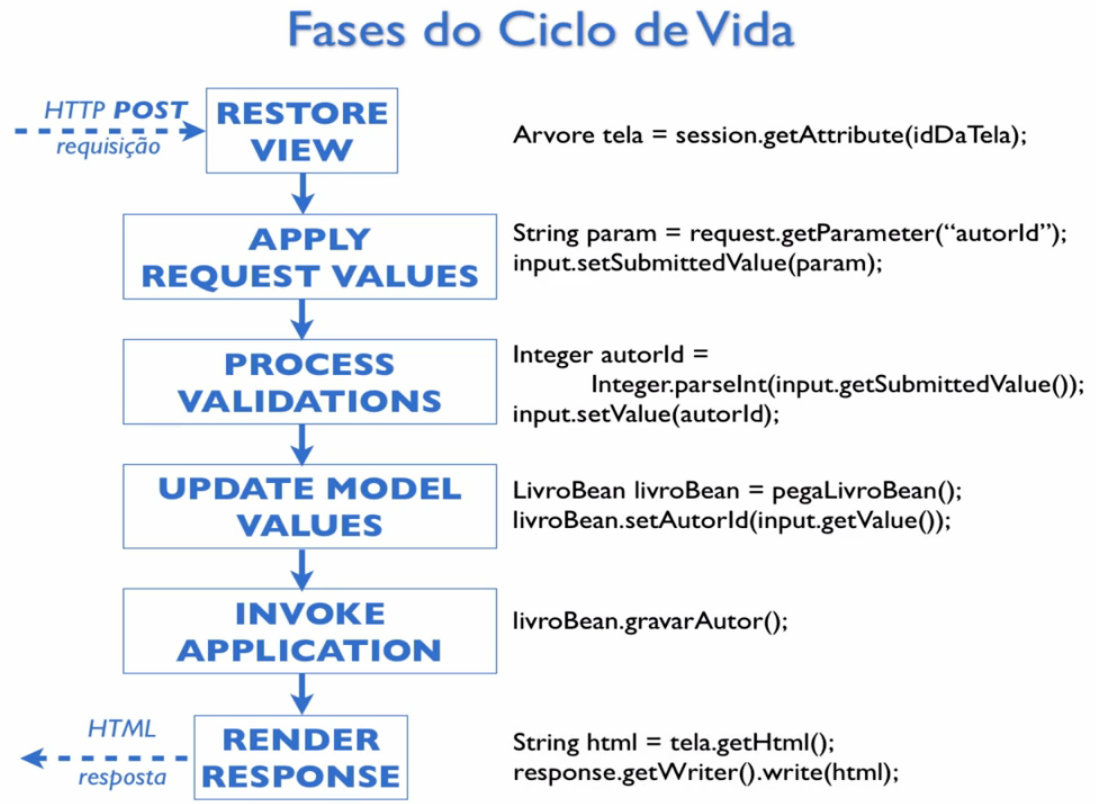 Fases do Ciclo de Vida
HTTP POST
requisição
RESTORE
VIEW
Arvore tela = session.getAttribute(idDaTela);
APPLY
REQUEST VALUES
String param = request.getParameter(“autorId”);
input.setSubmittedValue(param);
PROCESS
VALIDATIONS
Integer autorId =
Integer.parseInt(input.getSubmittedValue());
input.setValue(autorId);
UPDATE MODEL
VALUES
LivroBean livroBean = pegaLivroBean();
livroBean.setAutorId(input.getValue());
INVOKE
APPLICATION
livroBean.gravarAutor();
HTML
resposta
RENDER
RESPONSE
String html = tela.getHtml();
response.getWriter().write(html);